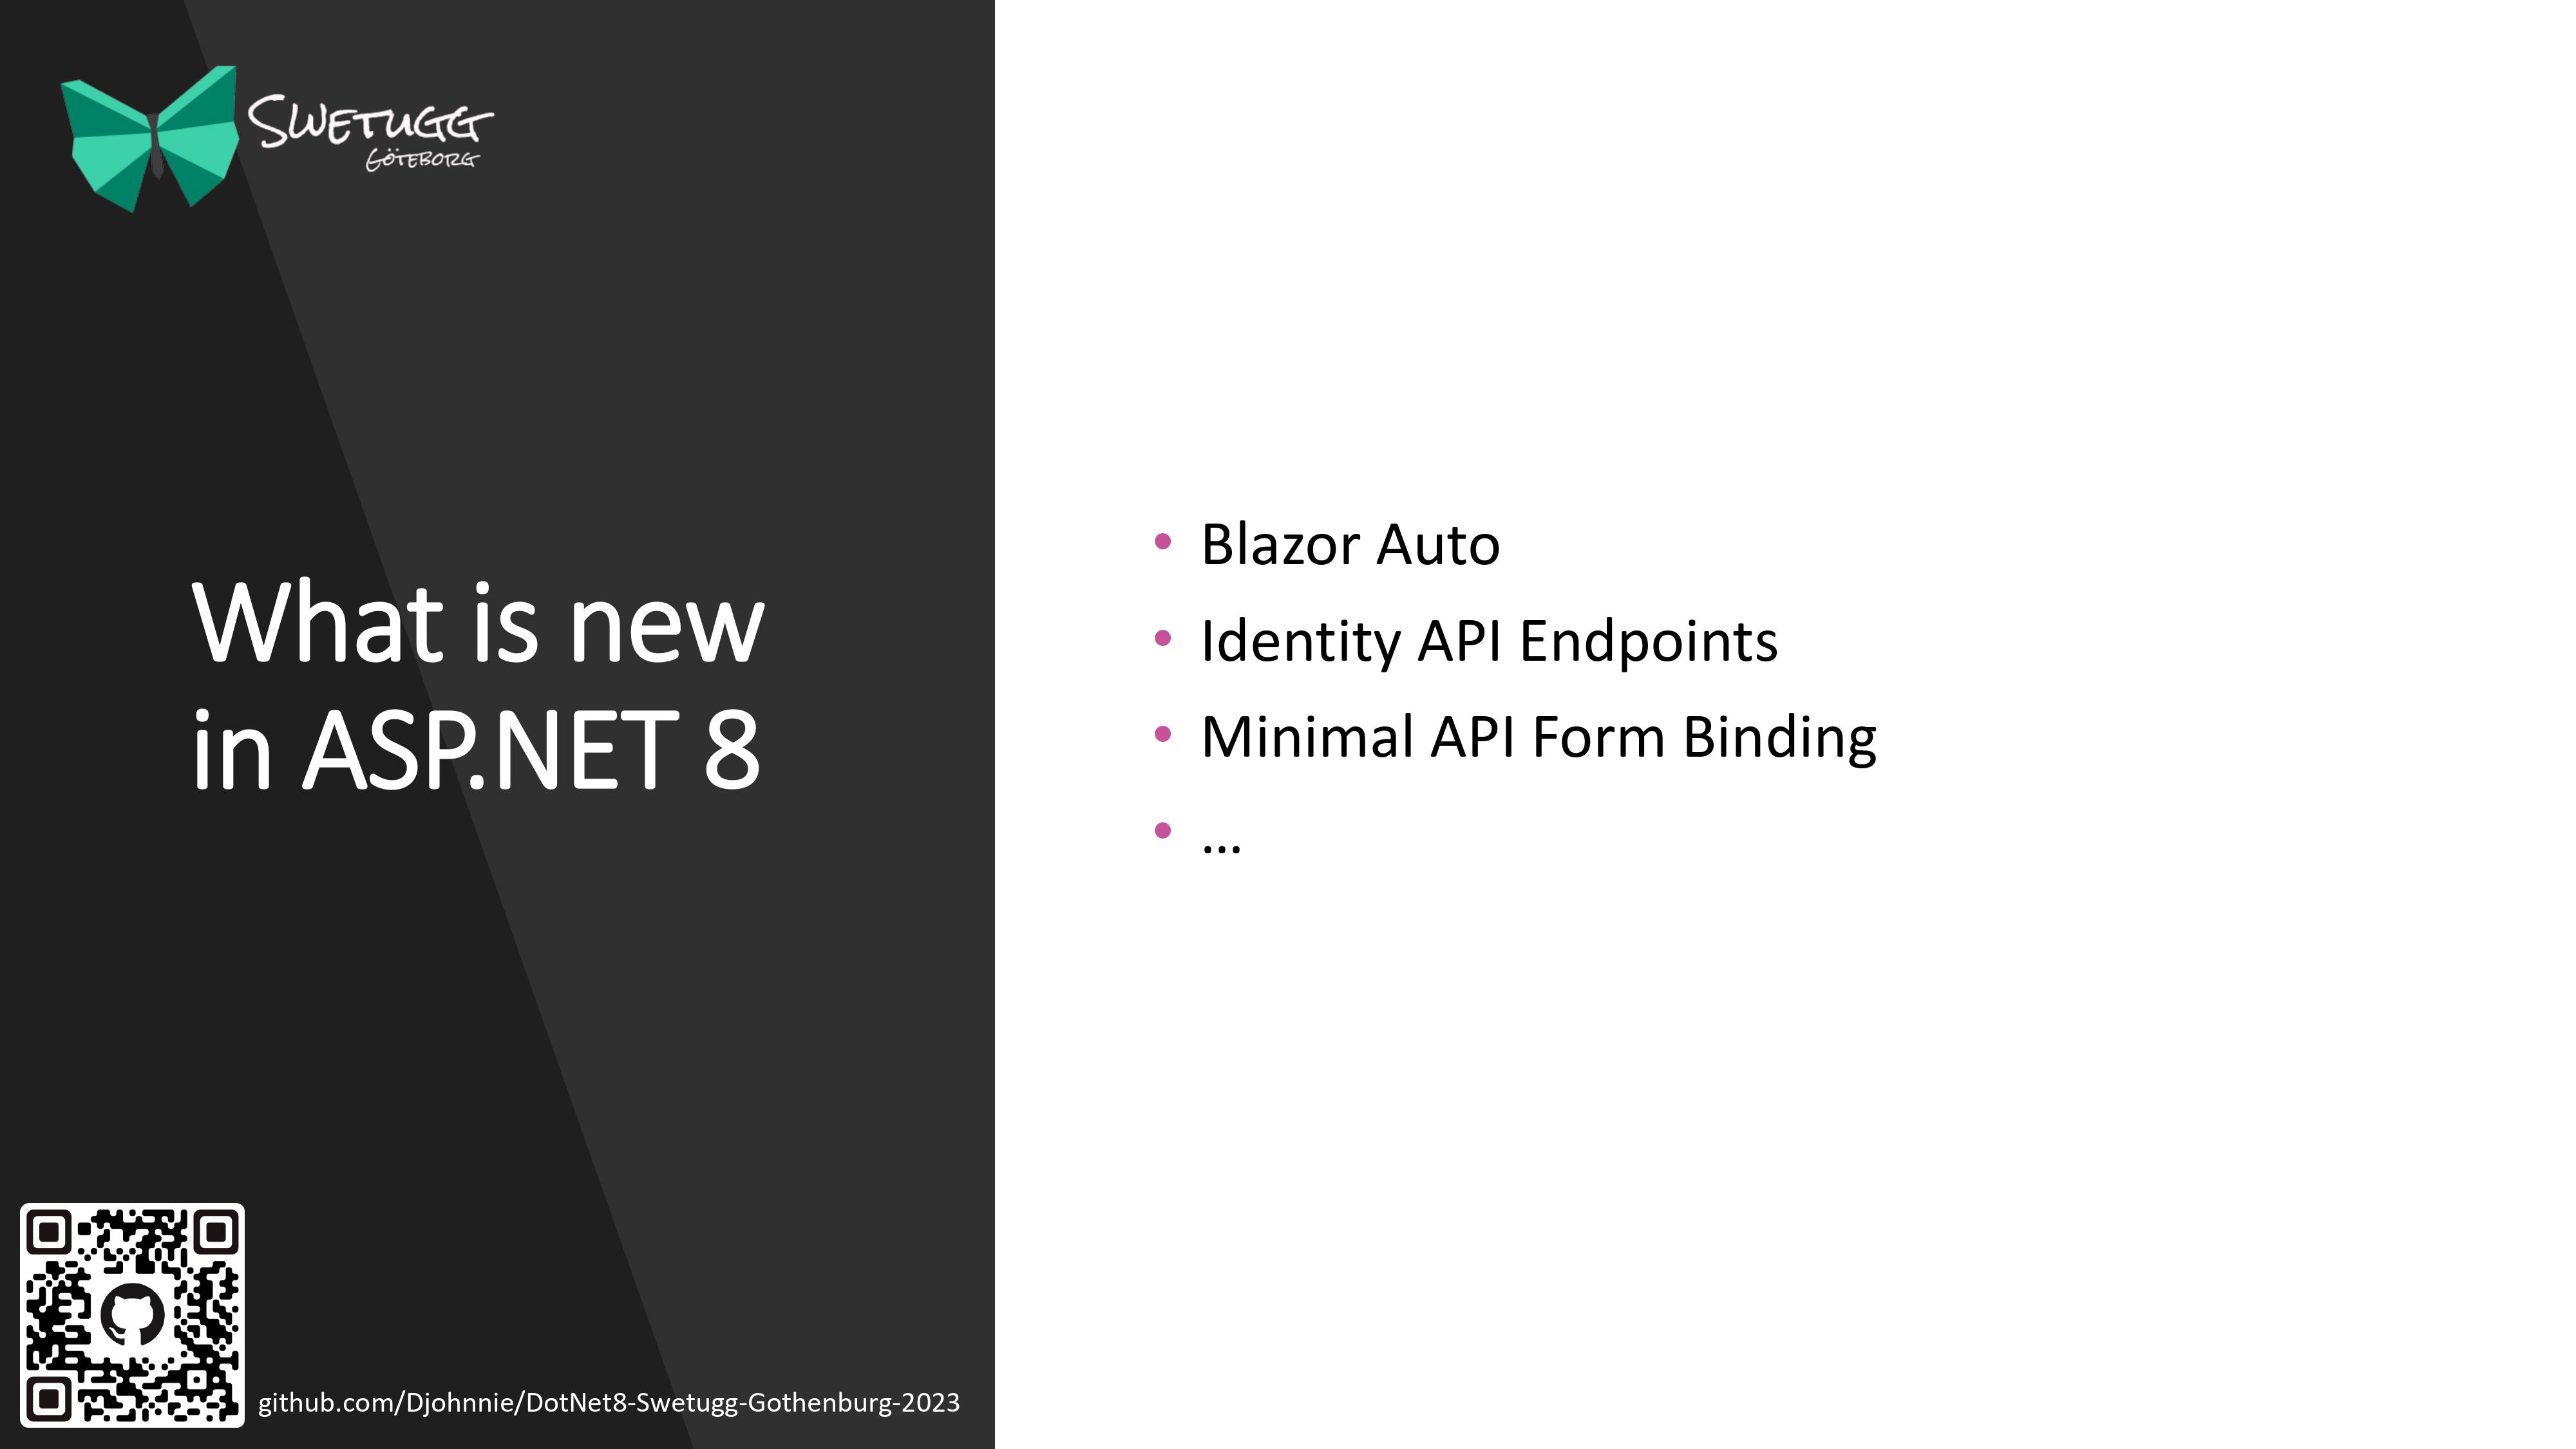 SWETUGG
GÖTEBORG
What is new
in ASP.NET 8
• Blazor Auto
• Identity API Endpoints
• Minimal API Form Binding
• ...
github.com/Djohnnie/DotNet8-Swetugg-Gothenburg-2023